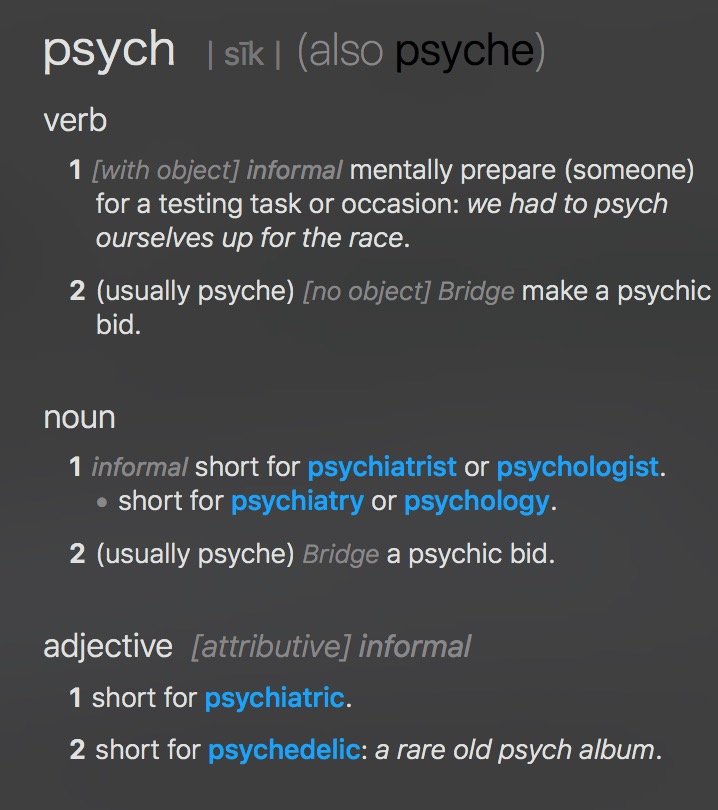 psych | sīk | (also psyche)
verb
1 [with object] informal mentally prepare (someone)
for a testing task or occasion: we had to psych
ourselves up for the race.
2 (usually psyche) [no object] Bridge make a psychic
bid.
noun
1 informal short for psychiatrist or psychologist.
• short for psychiatry or psychology.
2 (usually psyche) Bridge a psychic bid.
adjective [attributive] informal
1 short for psychiatric.
2 short for psychedelic: a rare old psych album.